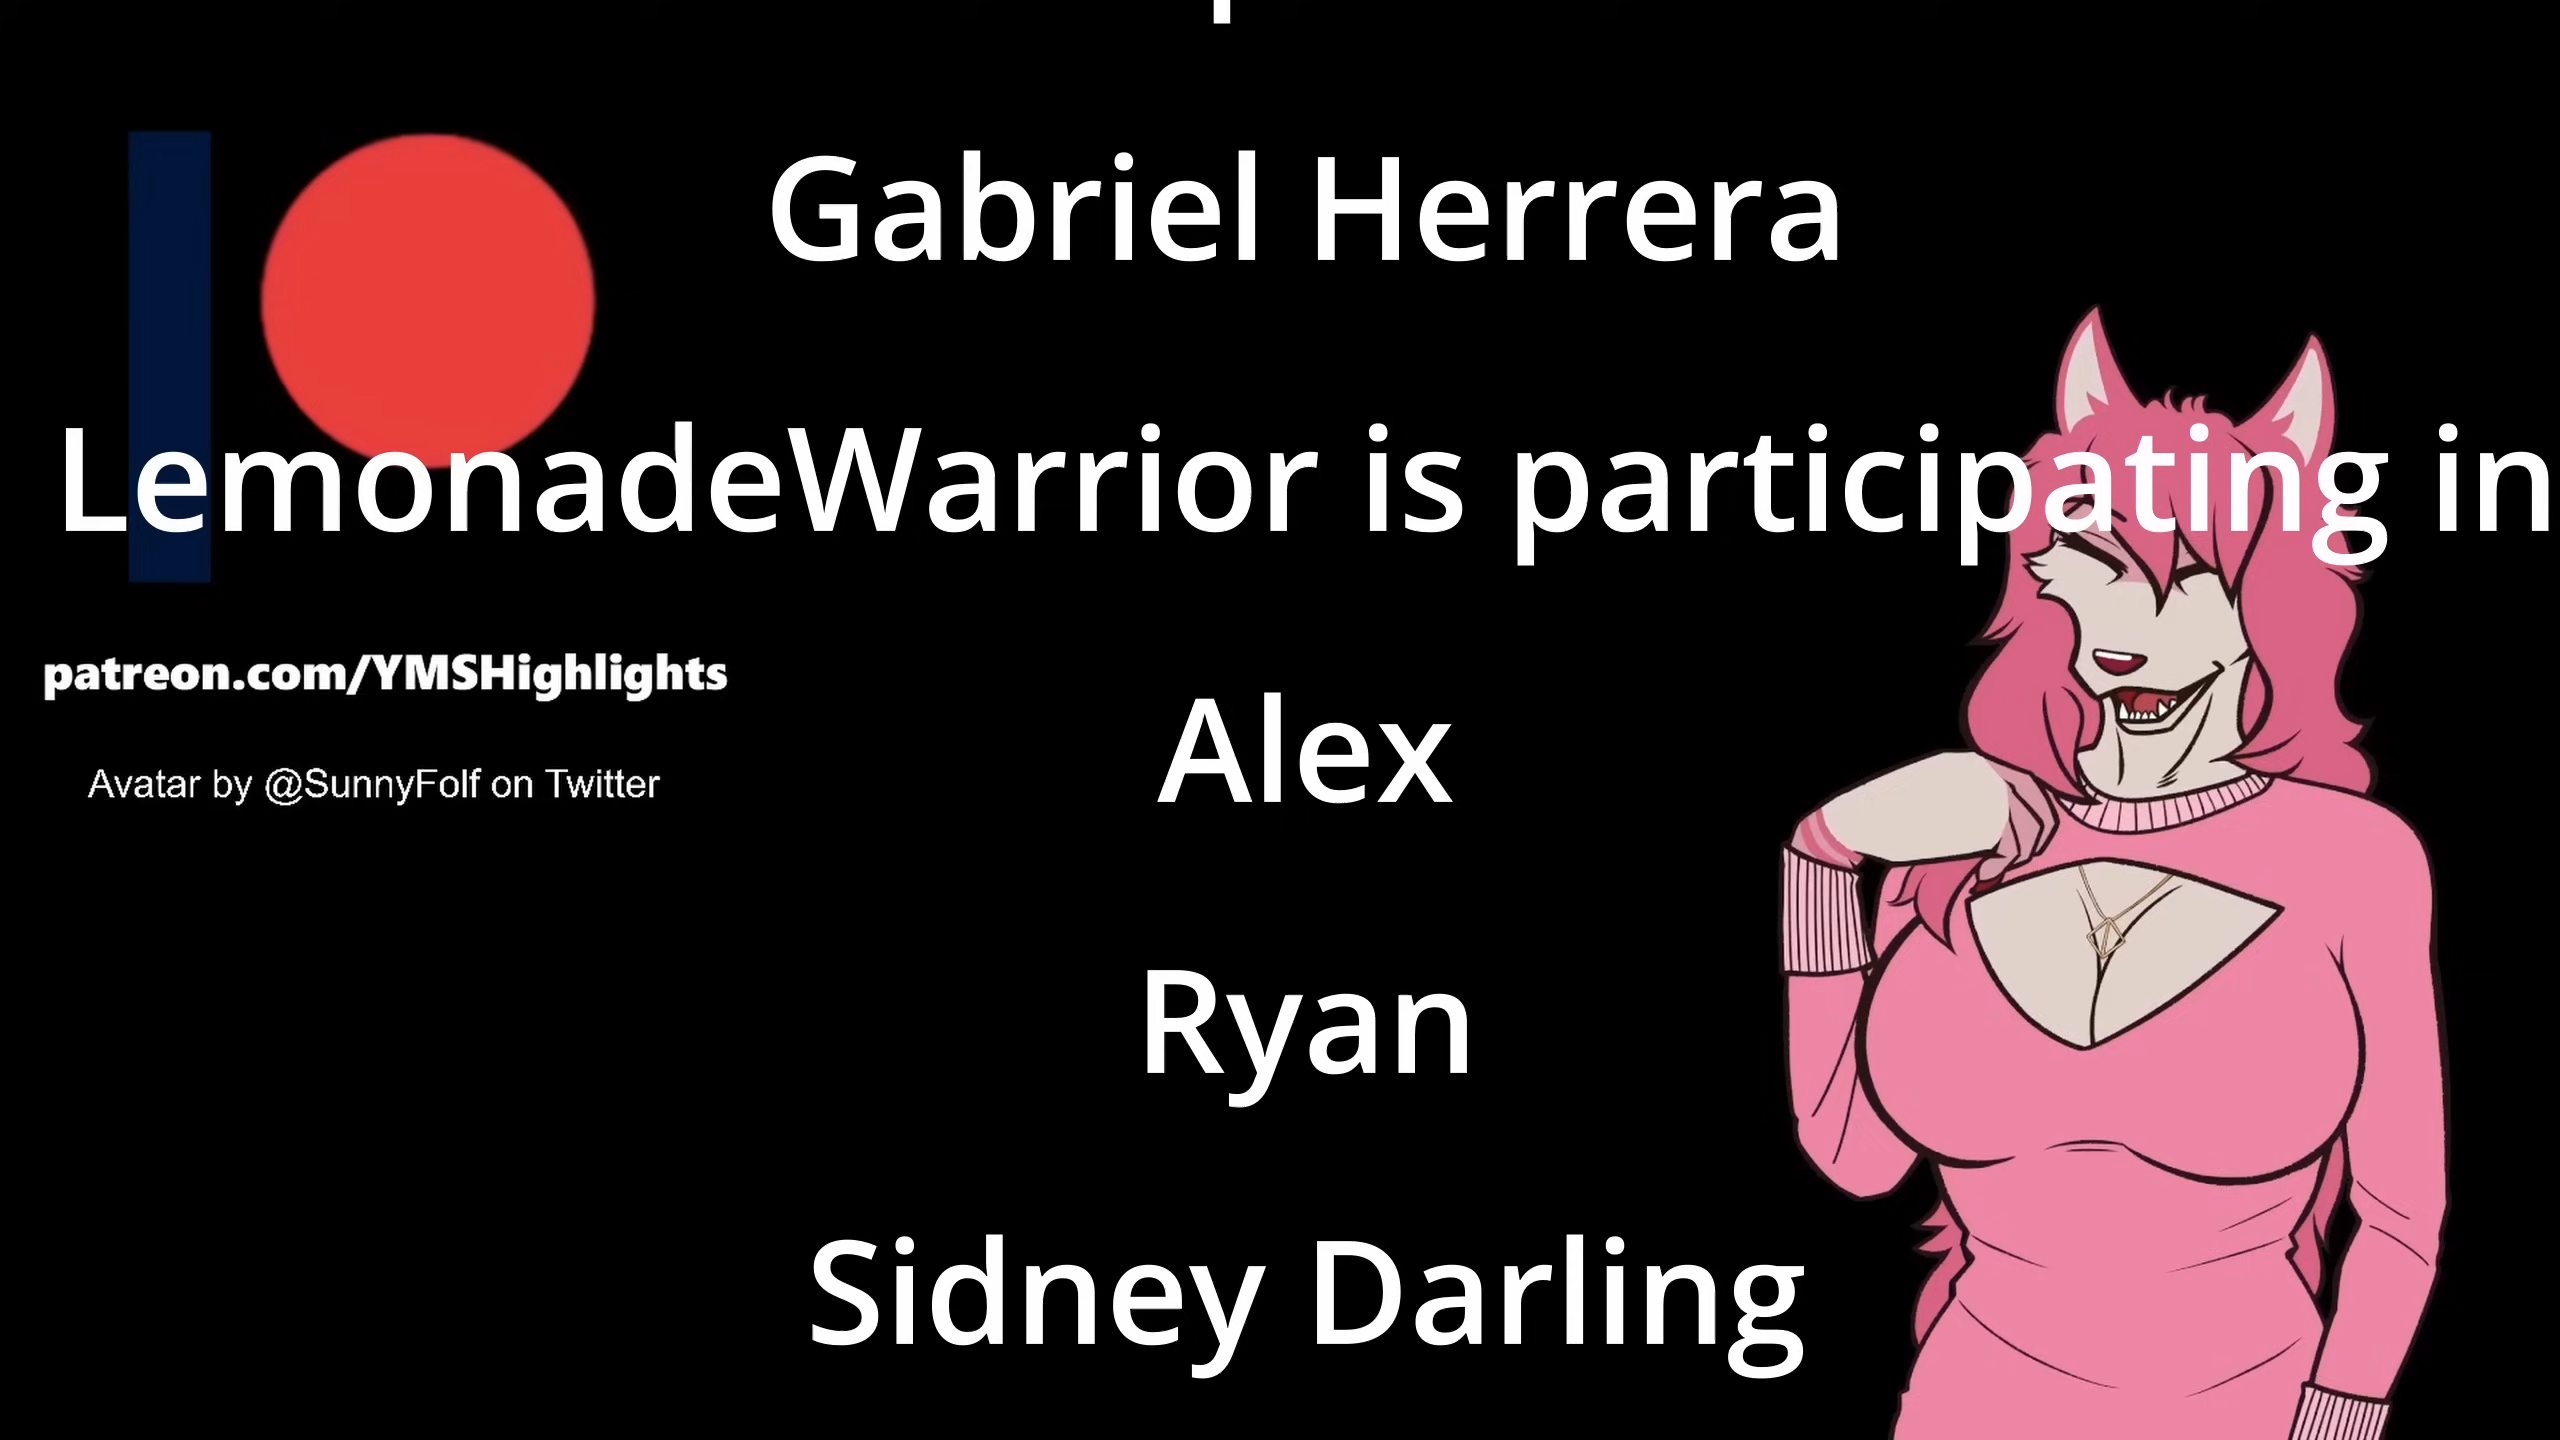 Gabriel Herrera
LemonadeWarrior is participating in
patreon.com/YMSHighlights
Avatar by @SunnyFolf on Twitter
Alex
Ryan
Sidney Darling